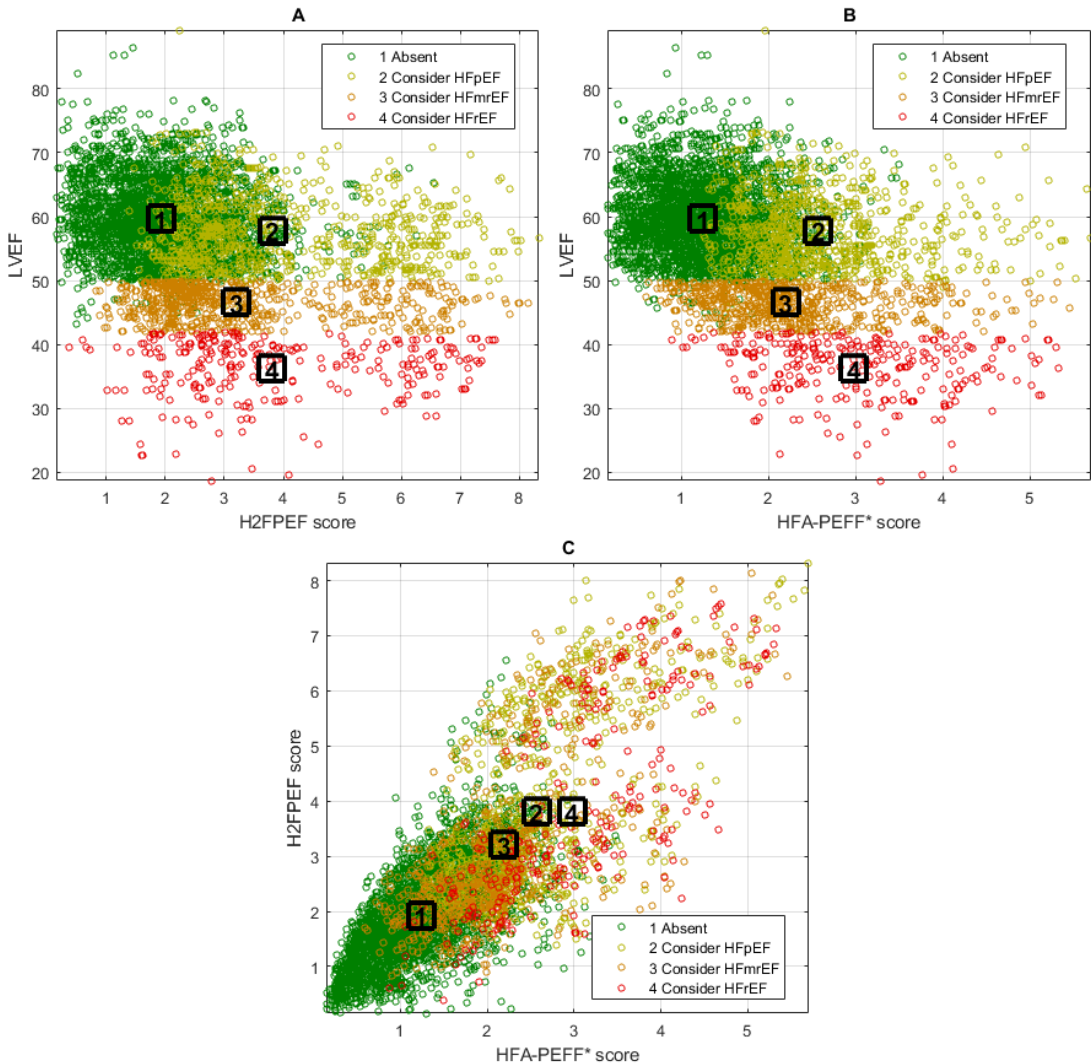 A
LVEF
80
70
60
50
40
30
20
1 Absent
2 Consider HFpEF
3 Consider HFmrEF
4 Consider HFrEF
1
2
3
4
1 2 3 4 5 6 7 8
H2FPEF score
B
LVEF
80
70
60
50
40
30
20
1 Absent
2 Consider HFpEF
3 Consider HFmrEF
4 Consider HFrEF
1
2
3
4
1 2 3 4 5
HFA-PEFF* score
C
H2FPEF score
8
7
6
5
4
3
2
1
2 4
3
1
1 Absent
2 Consider HFpEF
3 Consider HFmrEF
4 Consider HFrEF
1 2 3 4 5
HFA-PEFF* score